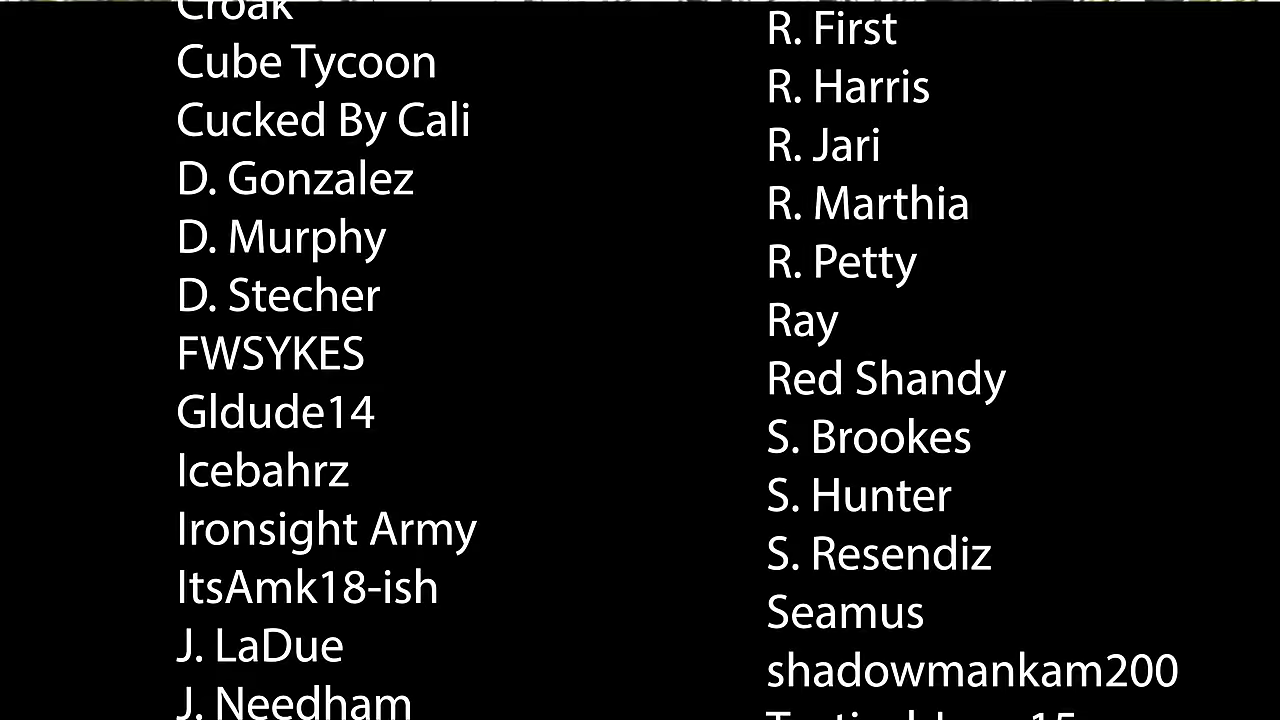 Croak
Cube Tycoon
Cucked By Cali
D. Gonzalez
D. Murphy
D. Stecher
FWSYKES
Gldude14
Icebahrz
Ironsight Army
ItsAmk18-ish
J. LaDue
J. Needham
R. First
R. Harris
R. Jari
R. Marthia
R. Petty
Ray
Red Shandy
S. Brookes
S. Hunter
S. Resendiz
Seamus
shadowmankam200